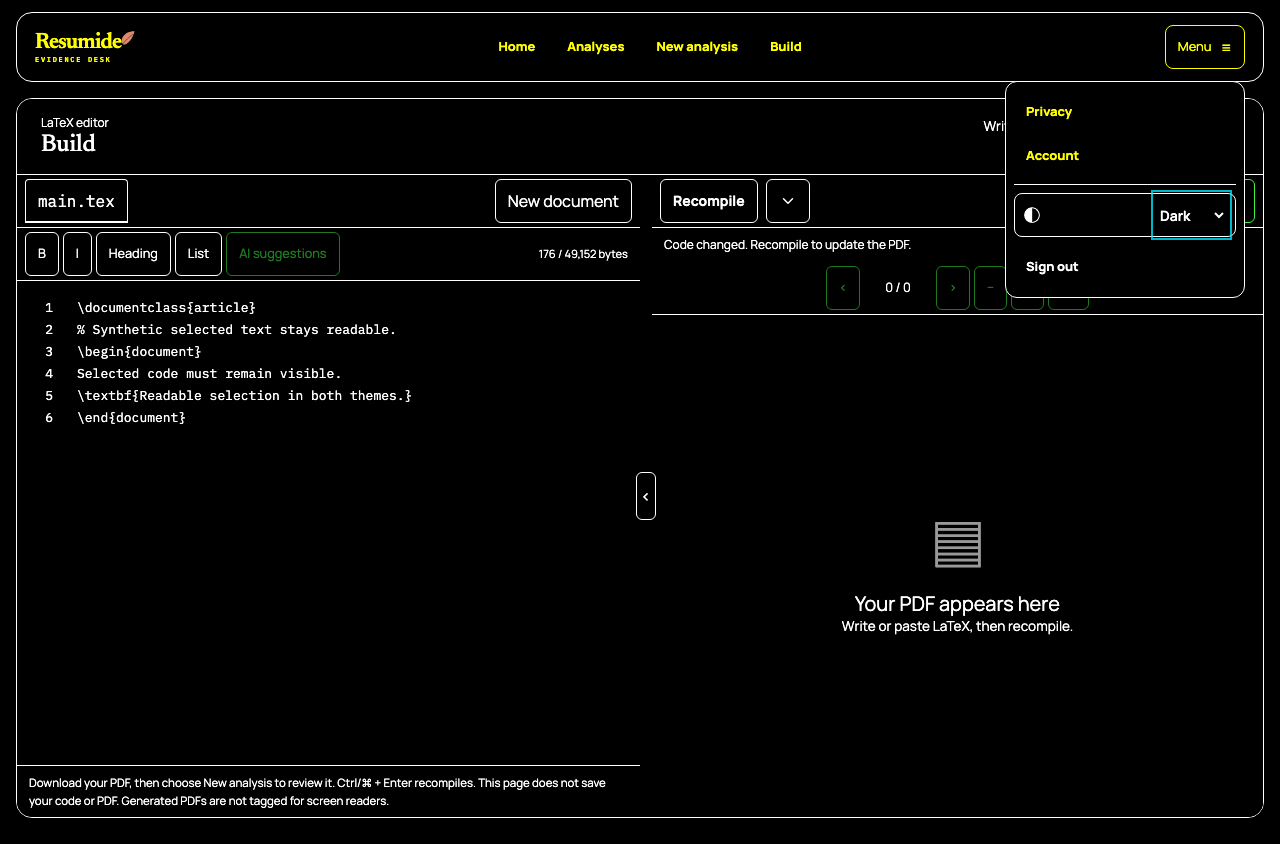 Resumide
EVIDENCE DESK
Home
Analyses
New analysis
Build
Menu
Privacy
Account
Dark
Sign out
LaTeX editor
Build
main.tex
New document
Recompile
B
I
Heading
List
AI suggestions
176 / 49,152 bytes
Code changed. Recompile to update the PDF.
0 / 0
1 \documentclass{article}
2 % Synthetic selected text stays readable.
3 \begin{document}
4 Selected code must remain visible.
5 \textbf{Readable selection in both themes.}
6 \end{document}
Your PDF appears here
Write or paste LaTeX, then recompile.
Download your PDF, then choose New analysis to review it. Ctrl/⌘ + Enter recompiles. This page does not save
your code or PDF. Generated PDFs are not tagged for screen readers.